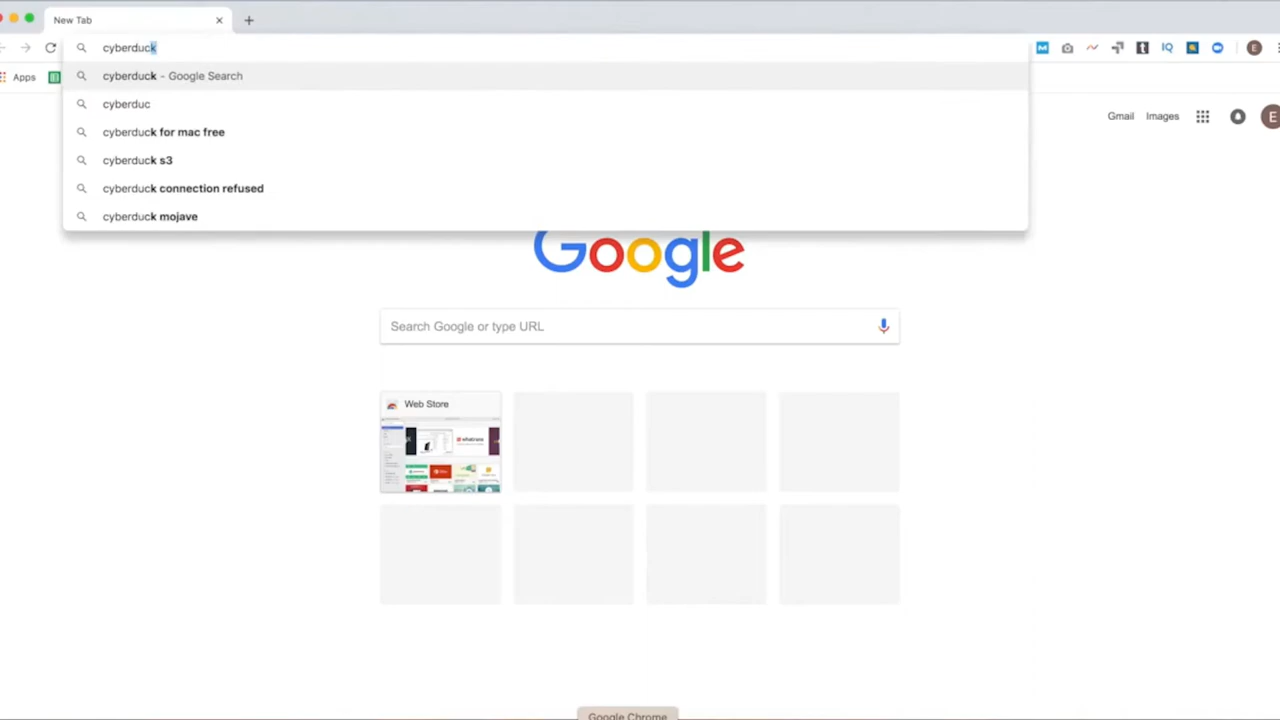 New Tab
cyberduck
cyberduck - Google Search
cyberduc
cyberduck for mac free
cyberduck s3
cyberduck connection refused
cyberduck mojave
Apps
Gmail Images
E
E
Google
Search Google or type URL
Web Store
Google Chrome